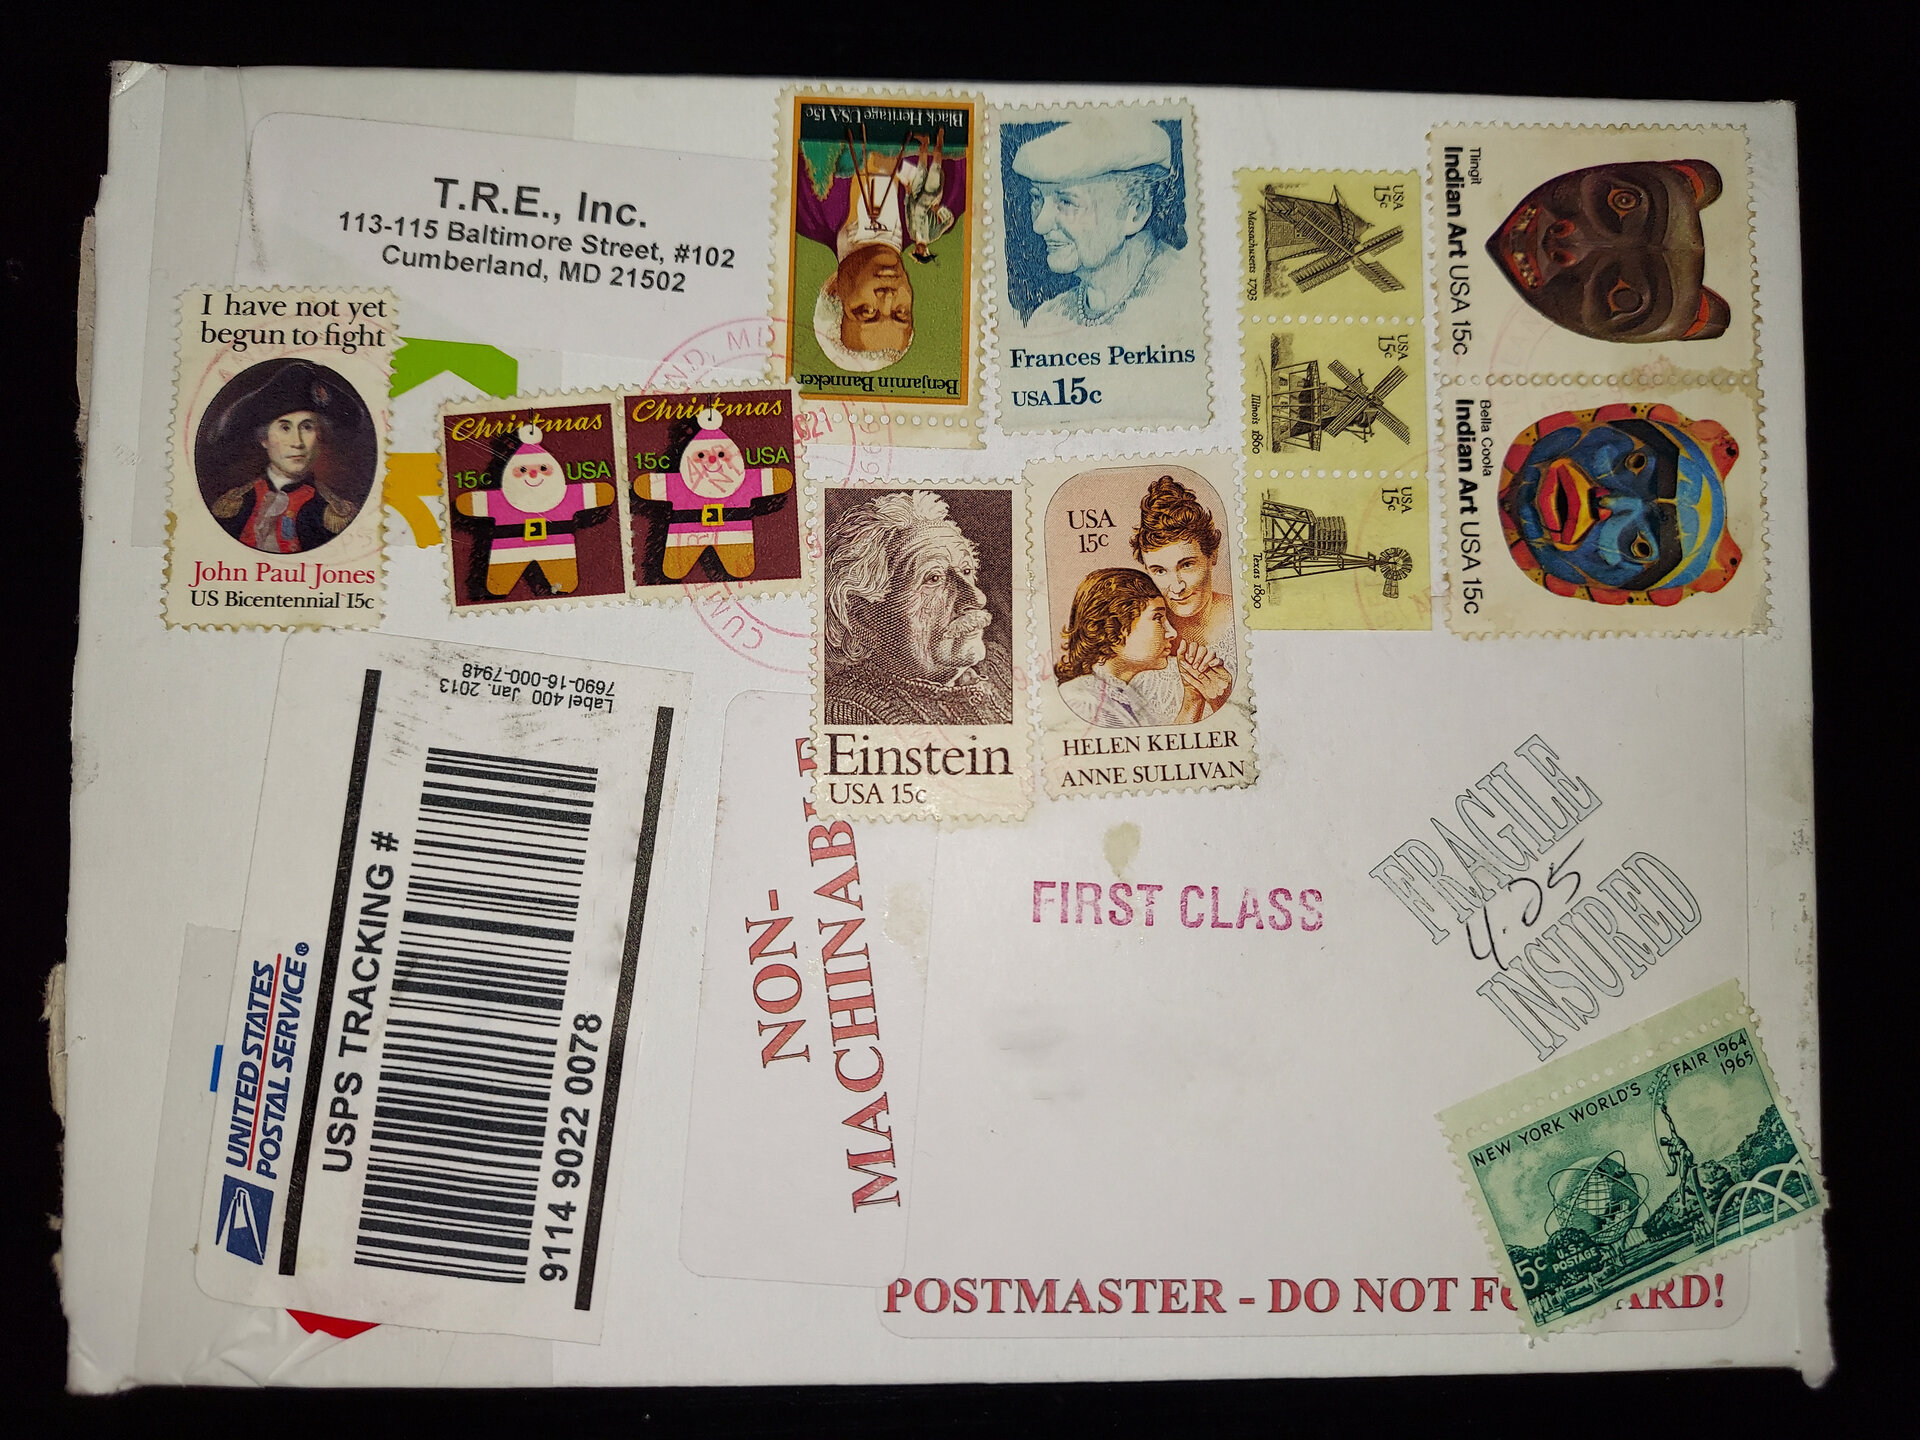 T.R.E., Inc.
113-115 Baltimore Street, #102
Cumberland, MD 21502
I have not yet
begun to fight
John Paul Jones
US Bicentennial 15c
Christmas
15c USA
Christmas
15c USA
Black Heritage USA 15c
Benjamin Banneker
Frances Perkins
USA 15c
USA
15c
Massachusetts 1793
USA
15c
Illinois 1860
USA
15c
Texas 1890
Tlingit
Indian Art USA 15c
Bella Coola
Indian Art USA 15c
Einstein
USA 15c
USA
15c
HELEN KELLER
ANNE SULLIVAN
Label 400 Jan. 2013
7690-16-000-7948
UNITED STATES
POSTAL SERVICE®
USPS TRACKING #
9114 9022 0078
NON-
MACHINABLE
FIRST CLASS
FRAGILE
4.05
INSURED
NEW YORK WORLD'S FAIR 1964
1965
U.S.
POSTAGE
5c
POSTMASTER - DO NOT